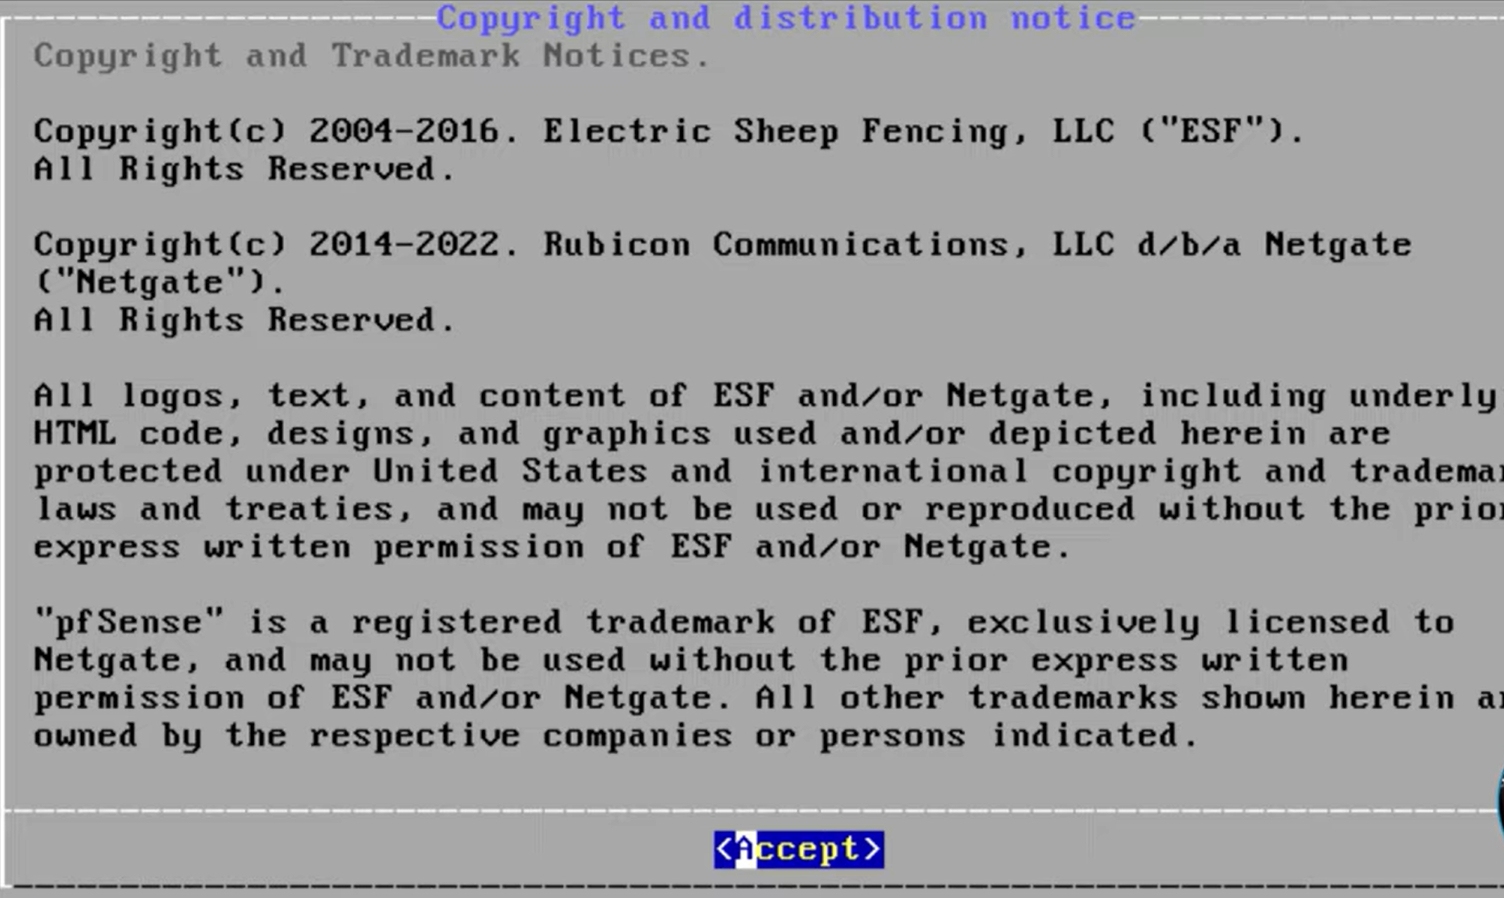 Copyright and distribution notice
Copyright and Trademark Notices.
Copyright(c) 2004-2016. Electric Sheep Fencing, LLC ("ESF").
All Rights Reserved.
Copyright(c) 2014-2022. Rubicon Communications, LLC d/b/a Netgate
("Netgate").
All Rights Reserved.
All logos, text, and content of ESF and/or Netgate, including underly
HTML code, designs, and graphics used and/or depicted herein are
protected under United States and international copyright and tradema
laws and treaties, and may not be used or reproduced without the prior
express written permission of ESF and/or Netgate.
"pfSense" is a registered trademark of ESF, exclusively licensed to
Netgate, and may not be used without the prior express written
permission of ESF and/or Netgate. All other trademarks shown herein a
owned by the respective companies or persons indicated.
<Accept>